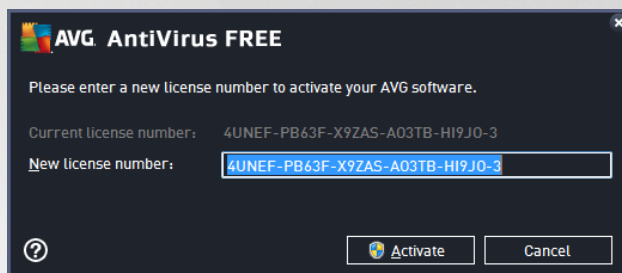 AVG AntiVirus FREE
Please enter a new license number to activate your AVG software.
Current license number: 4UNEF-PB63F-X9ZAS-A03TB-HI9J0-3
New license number: 4UNEF-PB63F-X9ZAS-A03TB-HI9J0-3
? Activate Cancel